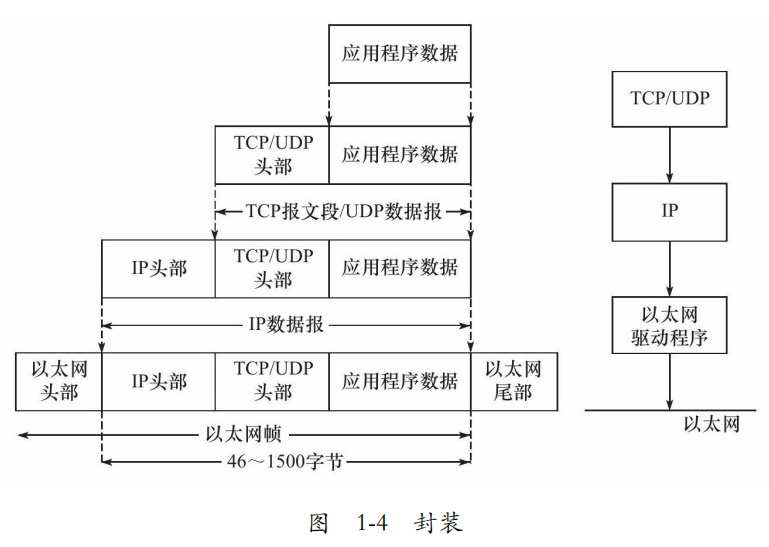 应用程序数据
TCP/UDP
头部
应用程序数据
TCP报文段/UDP数据报
IP头部
TCP/UDP
头部
应用程序数据
IP数据报
以太网
头部
IP头部
TCP/UDP
头部
应用程序数据
以太网
尾部
以太网帧
46～1500字节
TCP/UDP
IP
以太网
驱动程序
以太网
图 1-4 封装